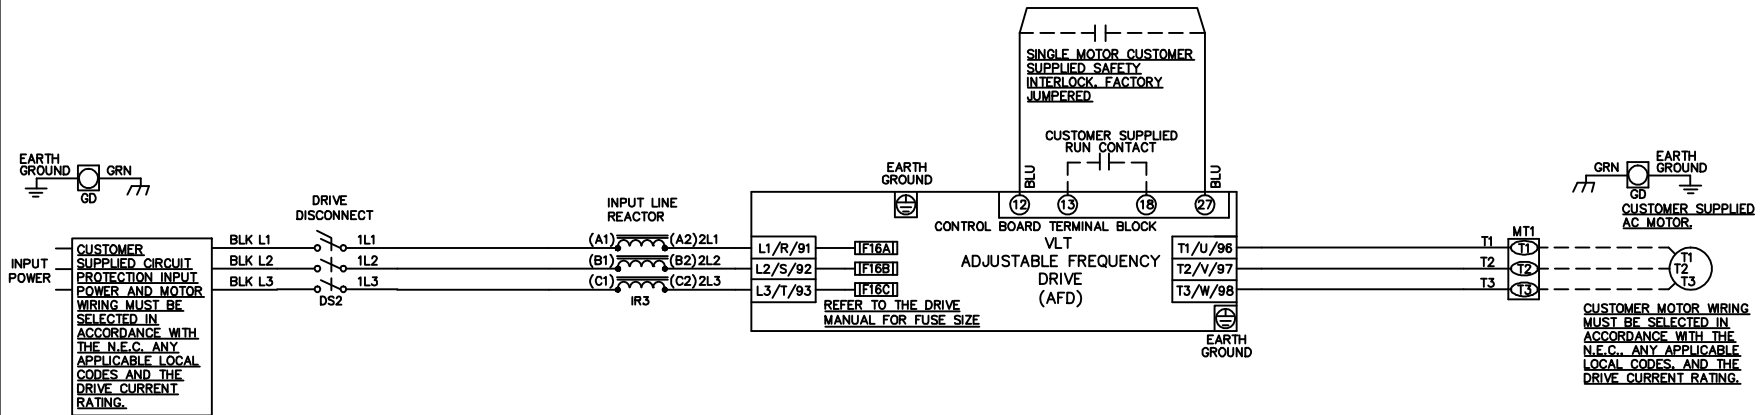 SINGLE MOTOR CUSTOMER
SUPPLIED SAFETY
INTERLOCK, FACTORY
JUMPERED
CUSTOMER SUPPLIED
RUN CONTACT
BLU
BLU
EARTH
GROUND
GRN
GD
EARTH
GROUND
12
13
18
27
CONTROL BOARD TERMINAL BLOCK
VLT
ADJUSTABLE FREQUENCY
DRIVE
(AFD)
DRIVE
DISCONNECT
INPUT LINE
REACTOR
INPUT
POWER
CUSTOMER
SUPPLIED CIRCUIT
PROTECTION INPUT
POWER AND MOTOR
WIRING MUST BE
SELECTED IN
ACCORDANCE WITH
THE N.E.C. ANY
APPLICABLE LOCAL
CODES AND THE
DRIVE CURRENT
RATING.
BLK L1
1L1
(A1)
(A2) 2L1
L1/R/91
F16A
BLK L2
1L2
(B1)
(B2) 2L2
L2/S/92
F16B
BLK L3
1L3
(C1)
(C2) 2L3
L3/T/93
F16C
DS2
IR3
REFER TO THE DRIVE
MANUAL FOR FUSE SIZE
T1/U/96
T2/V/97
T3/W/98
EARTH
GROUND
T1
T2
T3
MT1
T1
T2
T3
GRN
EARTH
GROUND
GD
CUSTOMER SUPPLIED
AC MOTOR.
T1
T2
T3
CUSTOMER MOTOR WIRING
MUST BE SELECTED IN
ACCORDANCE WITH THE
N.E.C., ANY APPLICABLE
LOCAL CODES, AND THE
DRIVE CURRENT RATING.